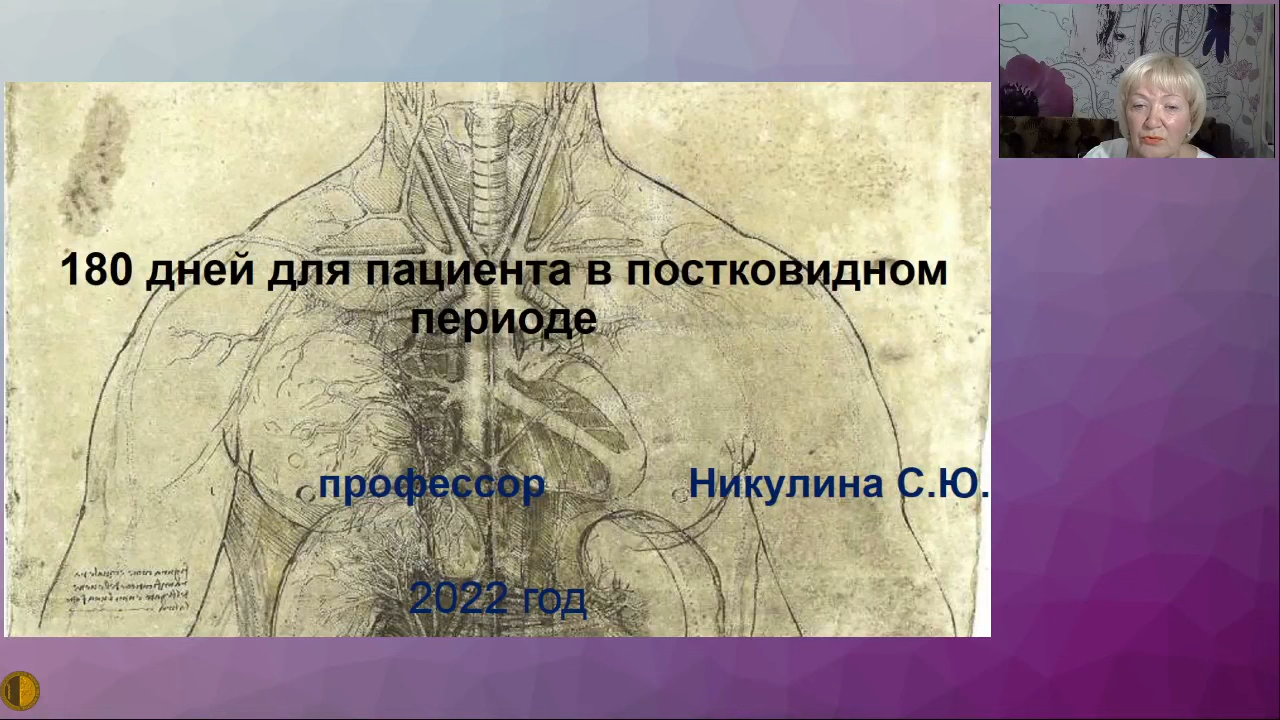 180 дней для пациента в постковидном
периоде
профессор Никулина С.Ю.
2022 год